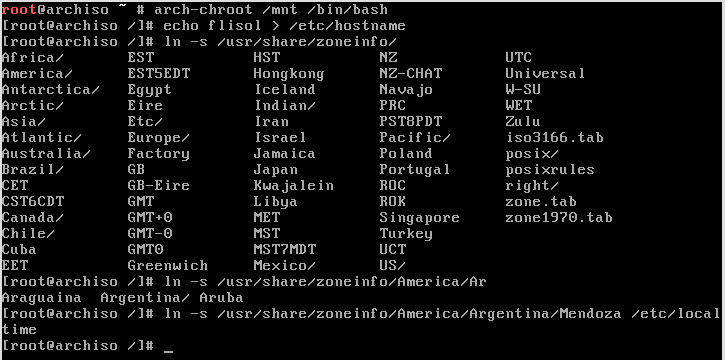 root@archiso ~ # arch-chroot /mnt /bin/bash
[root@archiso /]# echo flisol > /etc/hostname
[root@archiso /]# ln -s /usr/share/zoneinfo/
Africa/ EST HST NZ UTC
America/ EST5EDT Hongkong NZ-CHAT Universal
Antarctica/ Egypt Iceland Navajo W-SU
Arctic/ Eire Indian/ PRC WET
Asia/ Etc/ Iran PST8PDT Zulu
Atlantic/ Europe/ Israel Pacific/ iso3166.tab
Australia/ Factory Jamaica Poland posix/
Brazil/ GB Japan Portugal posixrules
CET GB-Eire Kwajalein ROC right/
CST6CDT GMT Libya ROK zone.tab
Canada/ GMT+0 MET Singapore zone1970.tab
Chile/ GMT-0 MST Turkey
Cuba GMT0 MST7MDT UCT
EET Greenwich Mexico/ US/
[root@archiso /]# ln -s /usr/share/zoneinfo/America/Ar
Araguaina Argentina/ Aruba
[root@archiso /]# ln -s /usr/share/zoneinfo/America/Argentina/Mendoza /etc/local
time
[root@archiso /]# _